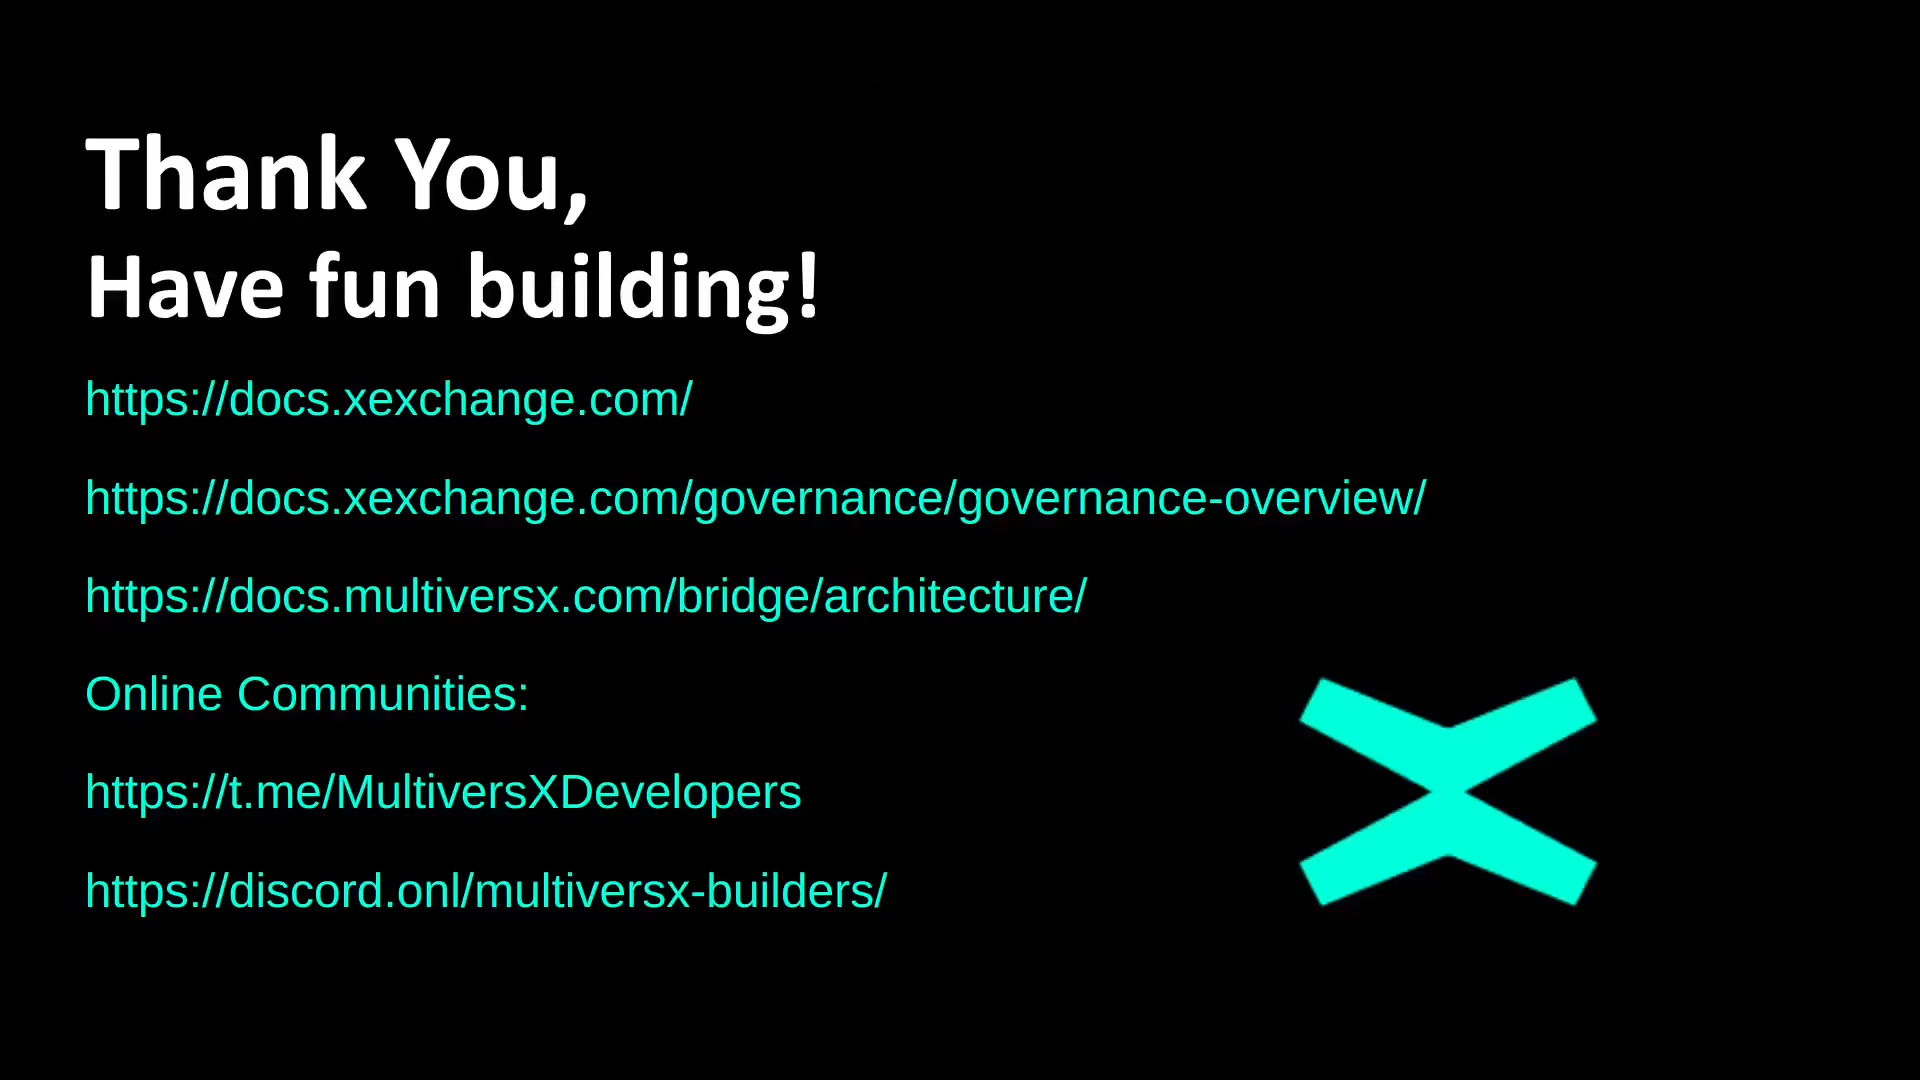 Thank You,
Have fun building!
https://docs.xexchange.com/
https://docs.xexchange.com/governance/governance-overview/
https://docs.multiversx.com/bridge/architecture/
Online Communities:
https://t.me/MultiversXDevelopers
https://discord.onl/multiversx-builders/